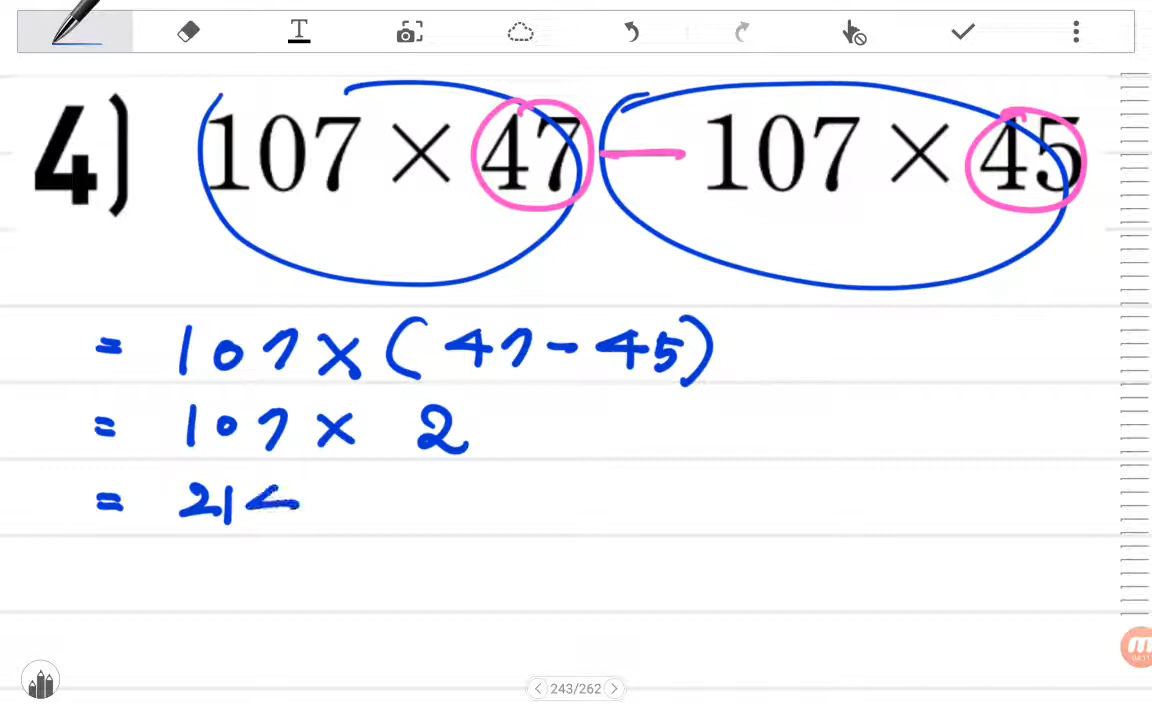 4) 107 × 47 − 107 × 45
= 107 × (47 - 45)
= 107 × 2
= 214
243/262